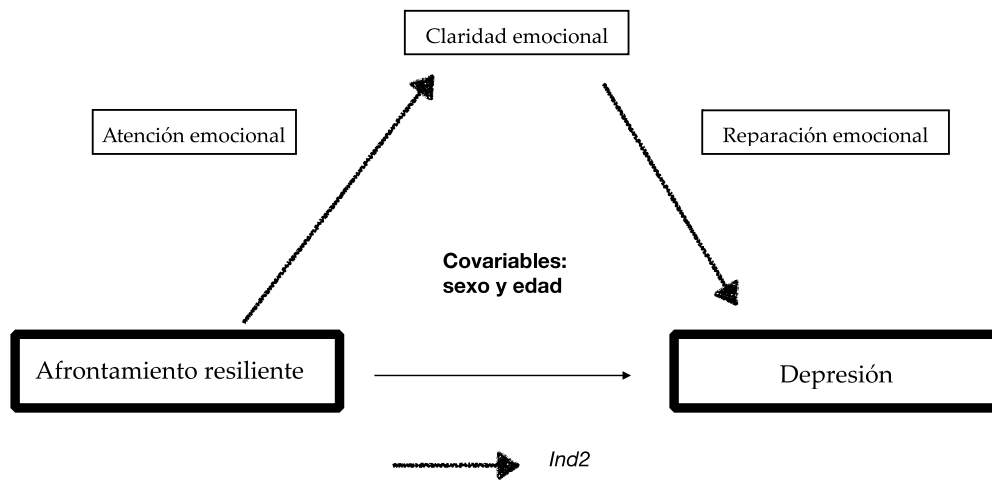 Claridad emocional
Atención emocional
Reparación emocional
Covariables:
sexo y edad
Afrontamiento resiliente
Depresión
Ind2